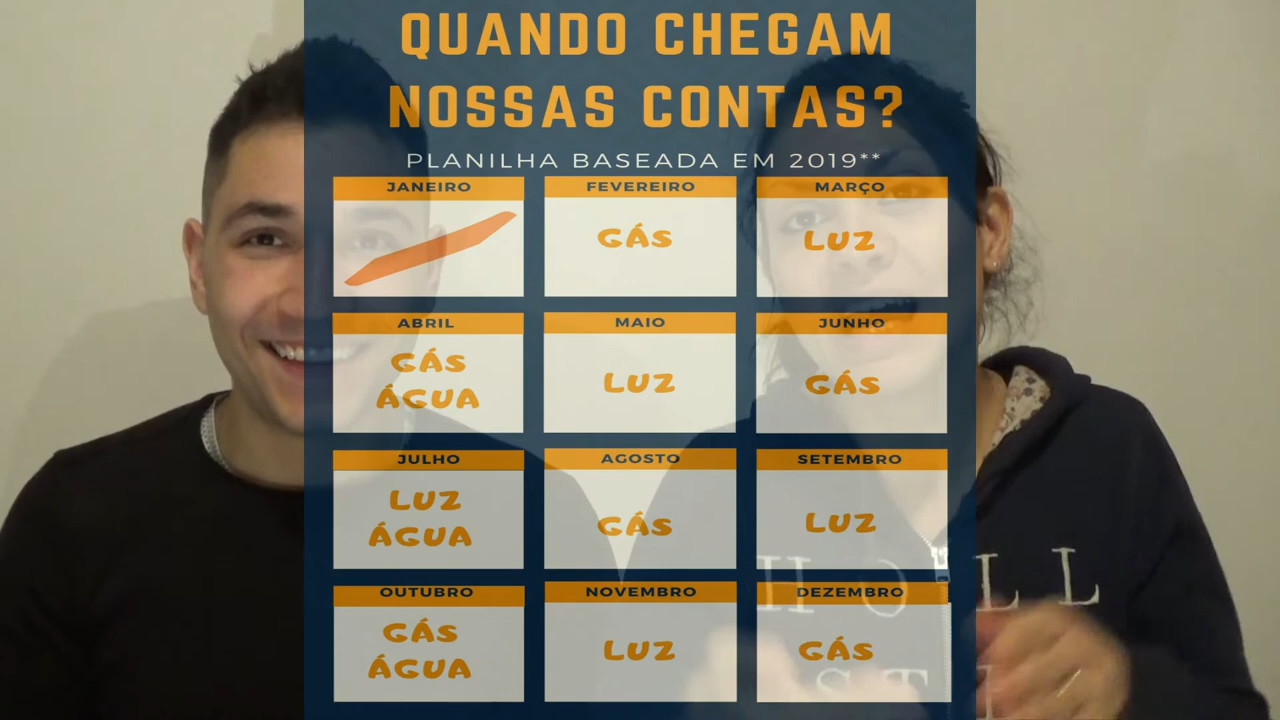 QUANDO CHEGAM
NOSSAS CONTAS?
PLANILHA BASEADA EM 2019**
JANEIRO
FEVEREIRO
GÁS
MARÇO
LUZ
ABRIL
GÁS
ÁGUA
MAIO
LUZ
JUNHO
GÁS
JULHO
LUZ
ÁGUA
AGOSTO
GÁS
SETEMBRO
LUZ
OUTUBRO
GÁS
ÁGUA
NOVEMBRO
LUZ
DEZEMBRO
GÁS